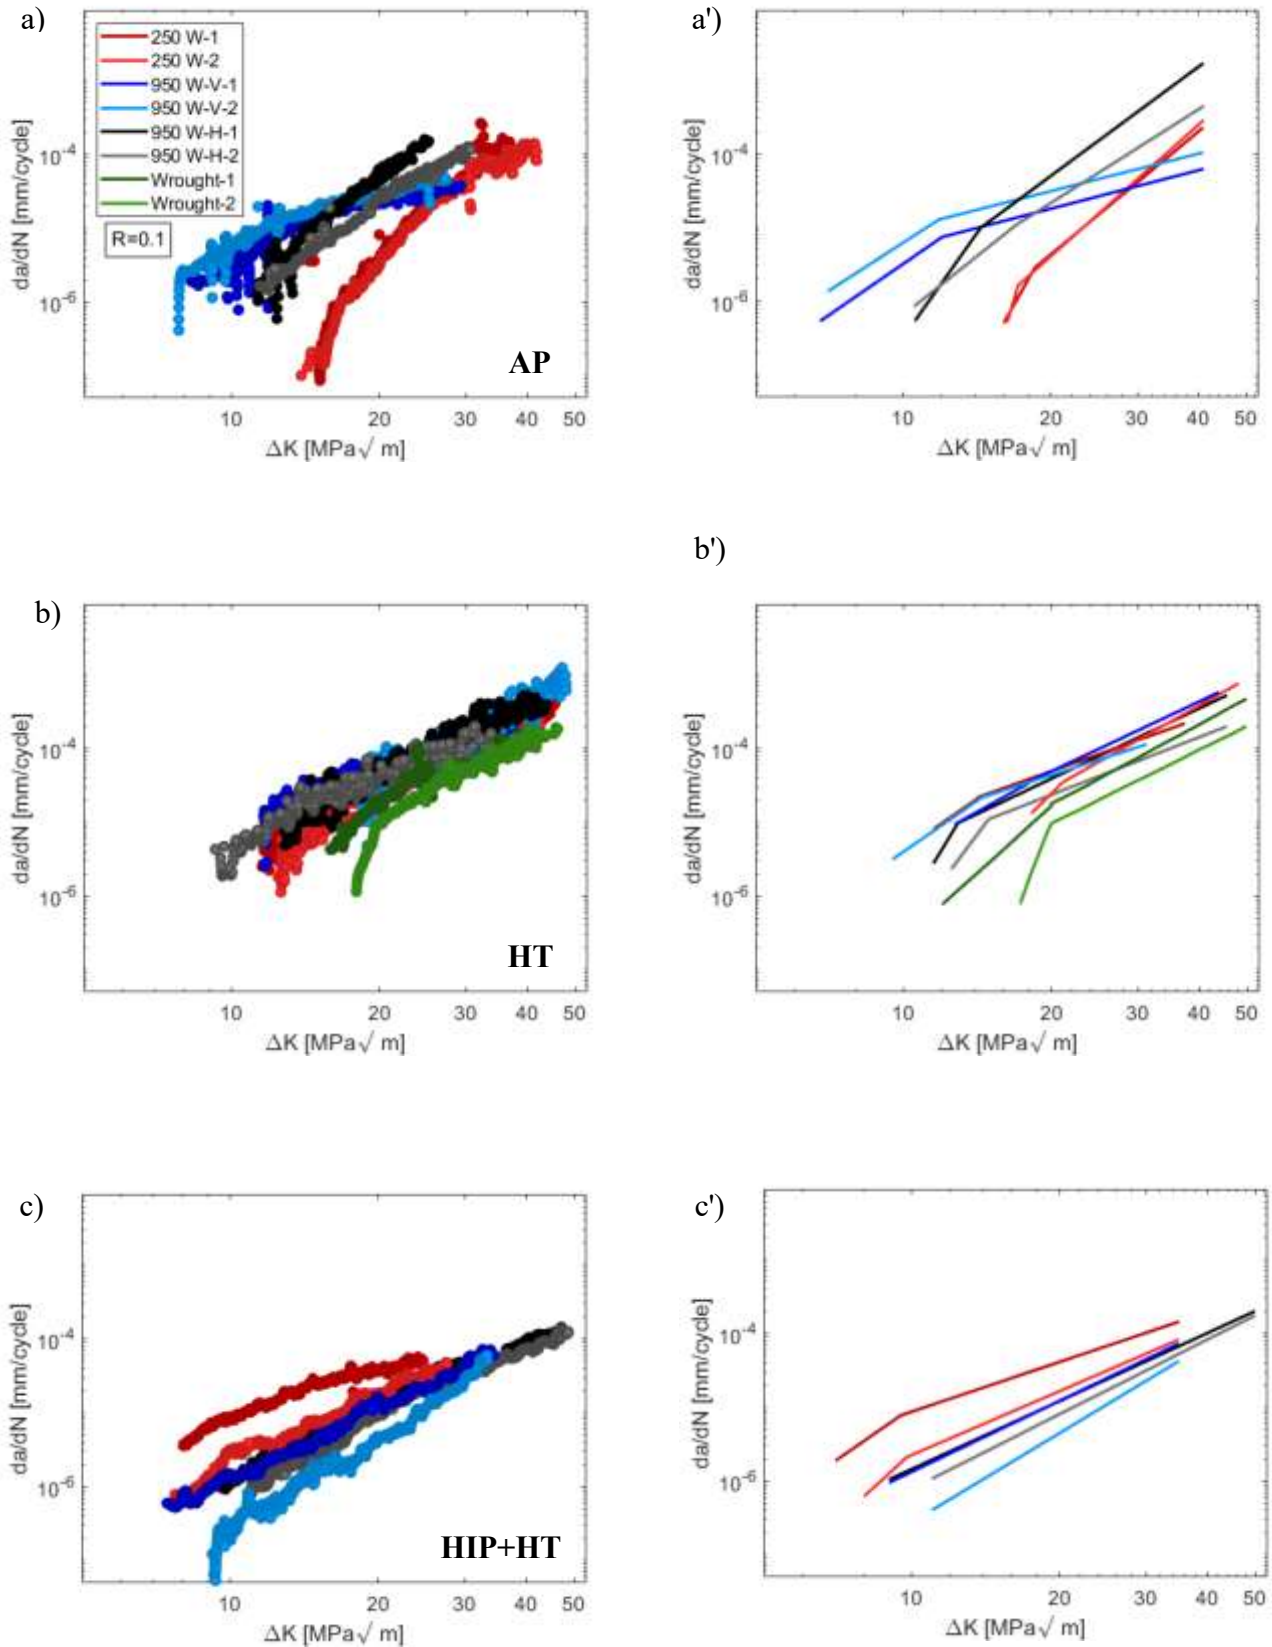 a)
250 W-1
250 W-2
950 W-V-1
950 W-V-2
950 W-H-1
950 W-H-2
Wrought-1
Wrought-2
R=0.1
AP
da/dN [mm/cycle]
10⁻⁴
10⁻⁶
10 20 30 40 50
ΔK [MPa√ m]
a')
da/dN [mm/cycle]
10⁻⁴
10⁻⁶
10 20 30 40 50
ΔK [MPa√ m]
b)
HT
da/dN [mm/cycle]
10⁻⁴
10⁻⁶
10 20 30 40 50
ΔK [MPa√ m]
b')
da/dN [mm/cycle]
10⁻⁴
10⁻⁶
10 20 30 40 50
ΔK [MPa√ m]
c)
HIP+HT
da/dN [mm/cycle]
10⁻⁴
10⁻⁶
10 20 30 40 50
ΔK [MPa√ m]
c')
da/dN [mm/cycle]
10⁻⁴
10⁻⁶
10 20 30 40 50
ΔK [MPa√ m]